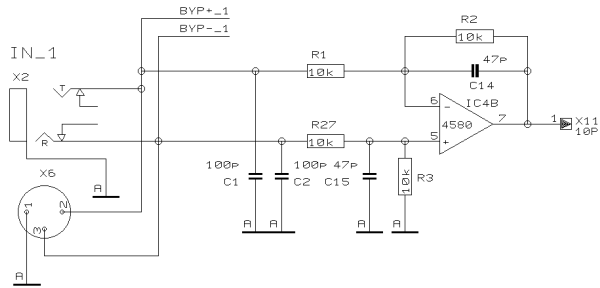 BYP+_1
R2
BYP-_1
10k
IN_1
R1
47p
X2
10k
C14
T
IC4B
6
-
7
1
X11
4580
10P
R27
5
+
R
10k
100p
100p
47p
X6
A
C1
C2
C15
10k
R3
1
2
3
A
A
A
A
A